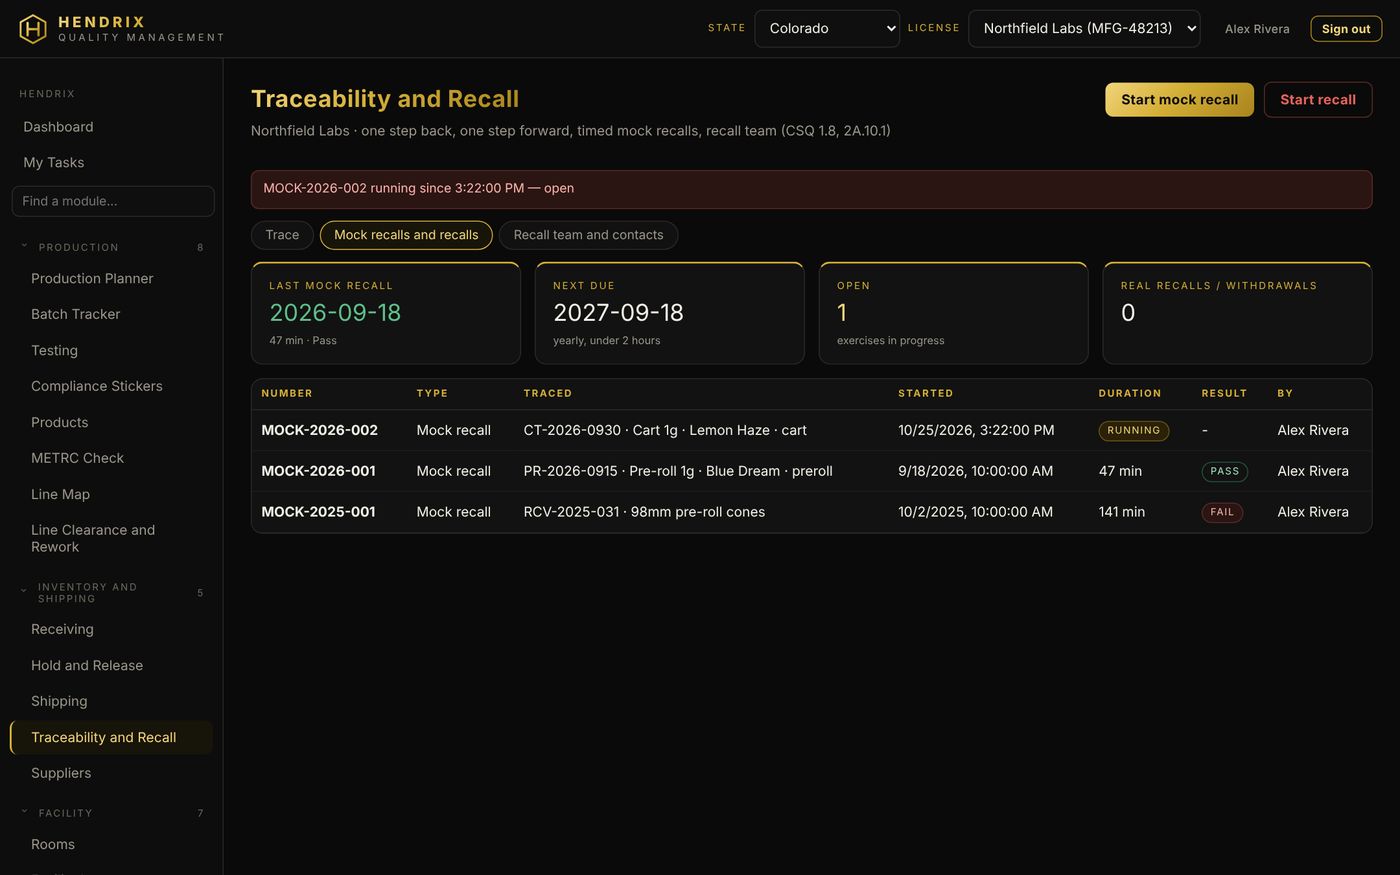 HENDRIX
QUALITY MANAGEMENT
STATE Colorado LICENSE Northfield Labs (MFG-48213) Alex Rivera Sign out
HENDRIX
Dashboard
My Tasks
Find a module...
PRODUCTION 8
Production Planner
Batch Tracker
Testing
Compliance Stickers
Products
METRC Check
Line Map
Line Clearance and
Rework
INVENTORY AND
SHIPPING 5
Receiving
Hold and Release
Shipping
Traceability and Recall
Suppliers
FACILITY 7
Rooms
Traceability and Recall
Start mock recall Start recall
Northfield Labs · one step back, one step forward, timed mock recalls, recall team (CSQ 1.8, 2A.10.1)
MOCK-2026-002 running since 3:22:00 PM — open
Trace Mock recalls and recalls Recall team and contacts
LAST MOCK RECALL
2026-09-18
47 min · Pass
NEXT DUE
2027-09-18
yearly, under 2 hours
OPEN
1
exercises in progress
REAL RECALLS / WITHDRAWALS
0
NUMBER TYPE TRACED STARTED DURATION RESULT BY
MOCK-2026-002 Mock recall CT-2026-0930 · Cart 1g · Lemon Haze · cart 10/25/2026, 3:22:00 PM RUNNING - Alex Rivera
MOCK-2026-001 Mock recall PR-2026-0915 · Pre-roll 1g · Blue Dream · preroll 9/18/2026, 10:00:00 AM 47 min PASS Alex Rivera
MOCK-2025-001 Mock recall RCV-2025-031 · 98mm pre-roll cones 10/2/2025, 10:00:00 AM 141 min FAIL Alex Rivera